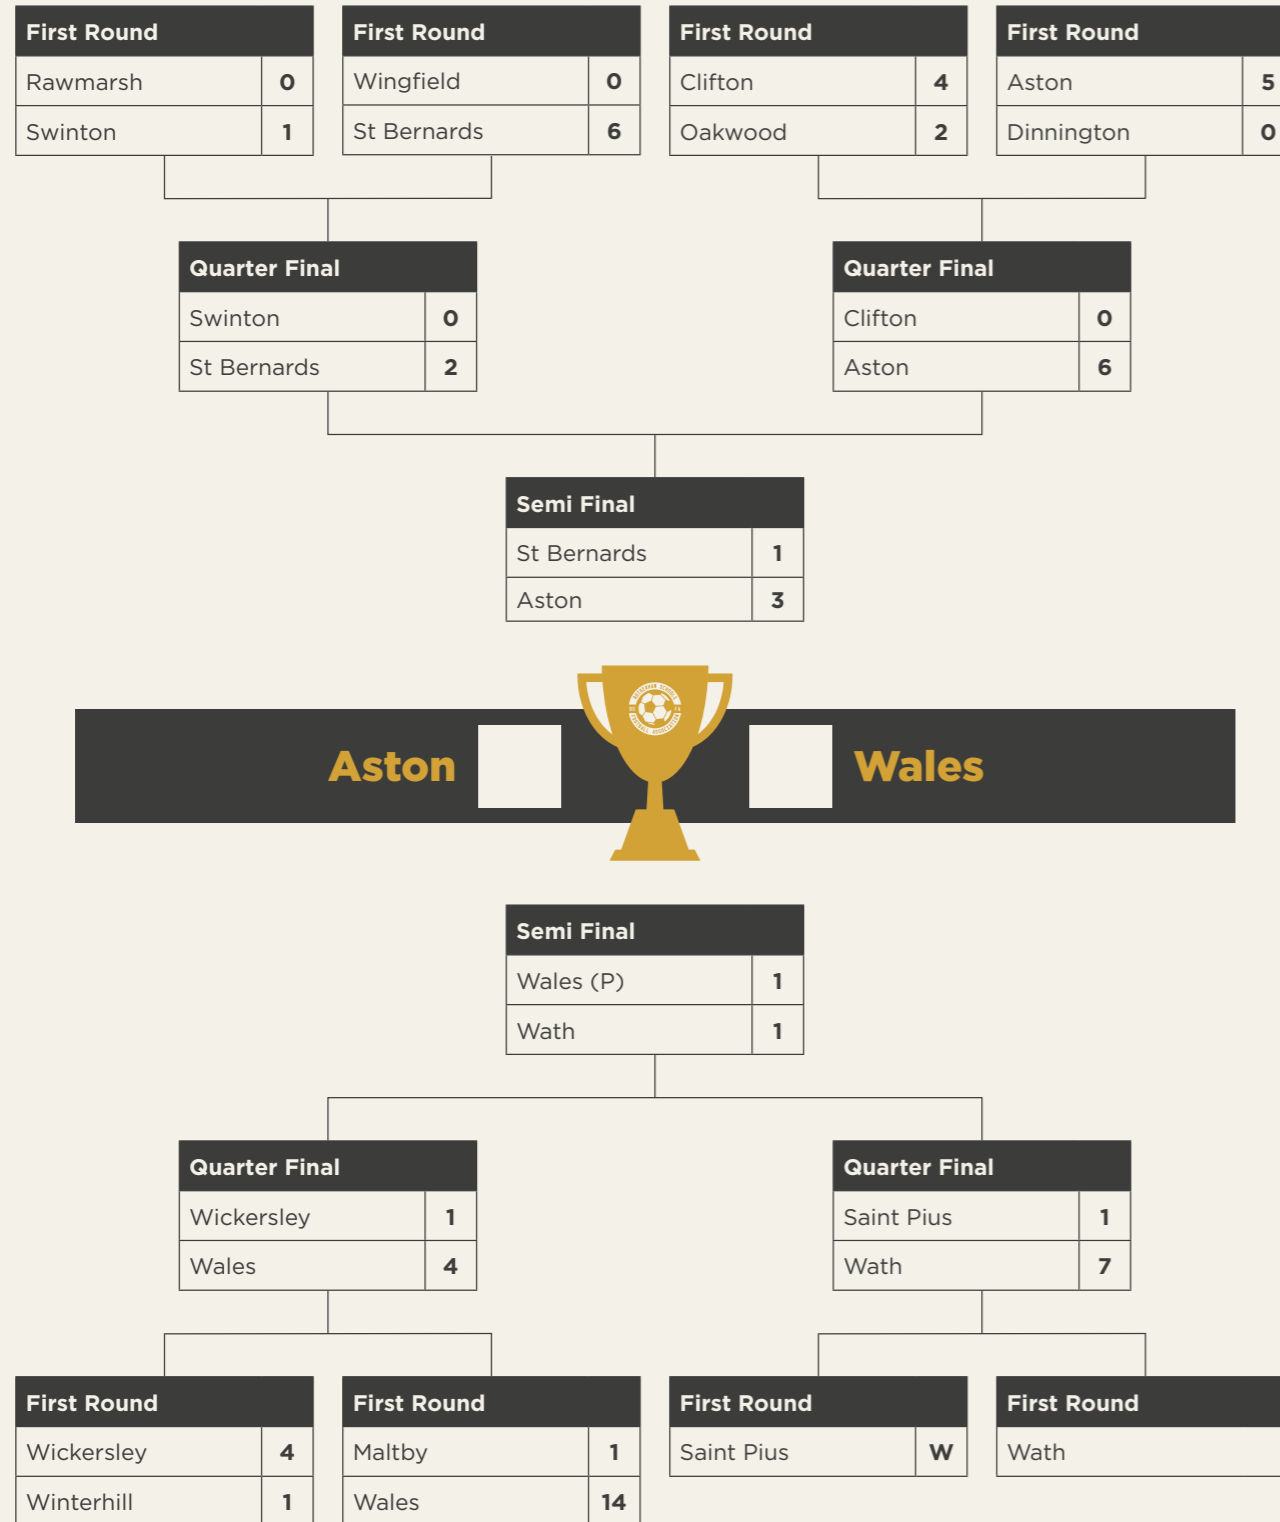 First Round
Rawmarsh 0
Swinton 1
First Round
Wingfield 0
St Bernards 6
First Round
Clifton 4
Oakwood 2
First Round
Aston 5
Dinnington 0
Quarter Final
Swinton 0
St Bernards 2
Quarter Final
Clifton 0
Aston 6
Semi Final
St Bernards 1
Aston 3
Aston Wales
Semi Final
Wales (P) 1
Wath 1
Quarter Final
Wickersley 1
Wales 4
Quarter Final
Saint Pius 1
Wath 7
First Round
Wickersley 4
Winterhill 1
First Round
Maltby 1
Wales 14
First Round
Saint Pius W
First Round
Wath